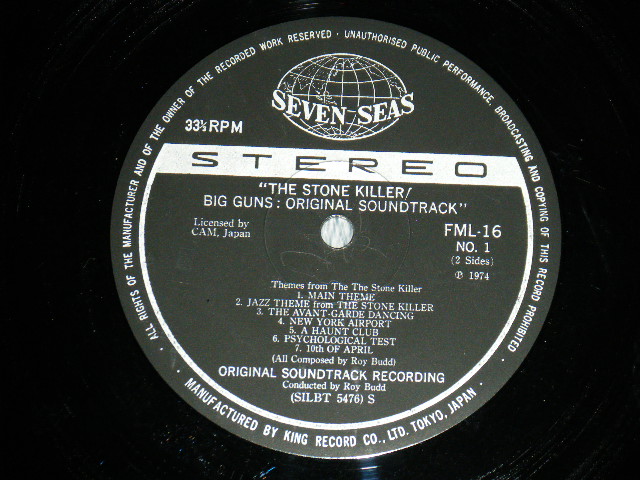 ALL RIGHTS OF THE MANUFACTURER AND OF THE OWNER OF THE RECORDED WORK RESERVED · UNAUTHORISED PUBLIC PERFORMANCE, BROADCASTING AND COPYING OF THIS RECORD PROHIBITED ·
SEVEN SEAS
33⅓ RPM
STEREO
"THE STONE KILLER/
BIG GUNS : ORIGINAL SOUNDTRACK"
Licensed by
CAM, Japan
FML-16
NO. 1
(2 Sides)
Ⓟ 1974
Themes from The The Stone Killer
1. MAIN THEME
2. JAZZ THEME from THE STONE KILLER
3. THE AVANT-GARDE DANCING
4. NEW YORK AIRPORT
5. A HAUNT CLUB
6. PSYCHOLOGICAL TEST
7. 10th OF APRIL
(All Composed by Roy Budd)
ORIGINAL SOUNDTRACK RECORDING
Conducted by Roy Budd
(SILBT 5476) S
MANUFACTURED BY KING RECORD CO., LTD. TOKYO, JAPAN ·